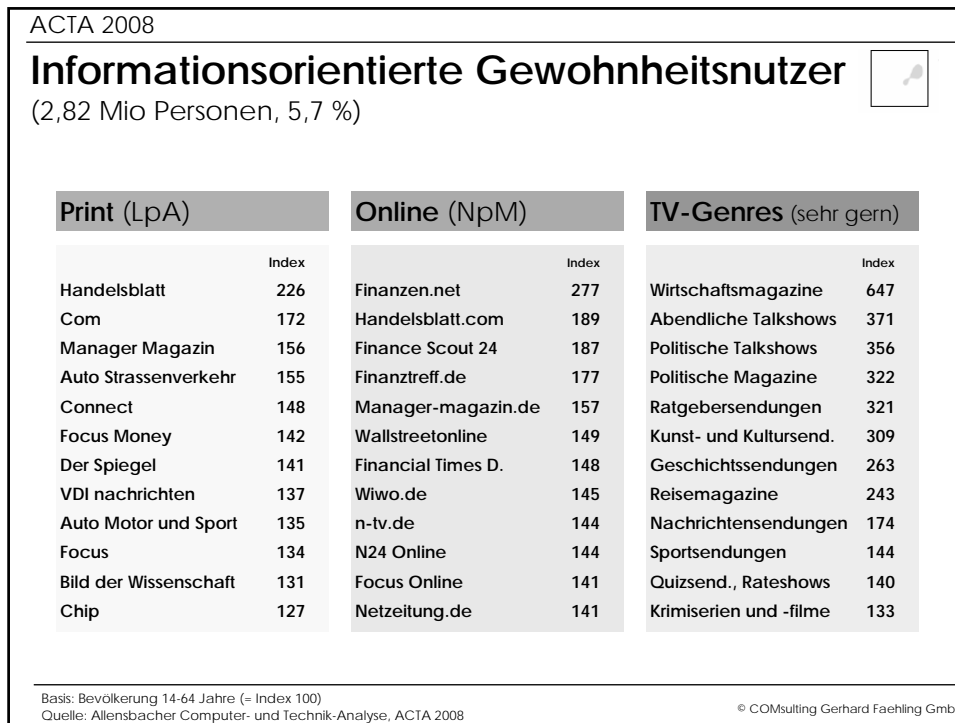 ACTA 2008
Informationsorientierte Gewohnheitsnutzer
(2,82 Mio Personen, 5,7 %)
Print (LpA)
Index
Handelsblatt 226
Com 172
Manager Magazin 156
Auto Strassenverkehr 155
Connect 148
Focus Money 142
Der Spiegel 141
VDI nachrichten 137
Auto Motor und Sport 135
Focus 134
Bild der Wissenschaft 131
Chip 127
Online (NpM)
Index
Finanzen.net 277
Handelsblatt.com 189
Finance Scout 24 187
Finanztreff.de 177
Manager-magazin.de 157
Wallstreetonline 149
Financial Times D. 148
Wiwo.de 145
n-tv.de 144
N24 Online 144
Focus Online 141
Netzeitung.de 141
TV-Genres (sehr gern)
Index
Wirtschaftsmagazine 647
Abendliche Talkshows 371
Politische Talkshows 356
Politische Magazine 322
Ratgebersendungen 321
Kunst- und Kultursend. 309
Geschichtssendungen 263
Reisemagazine 243
Nachrichtensendungen 174
Sportsendungen 144
Quizsend., Rateshows 140
Krimiserien und -filme 133
Basis: Bevölkerung 14-64 Jahre (= Index 100)
Quelle: Allensbacher Computer- und Technik-Analyse, ACTA 2008
© COMsulting Gerhard Faehling Gmb